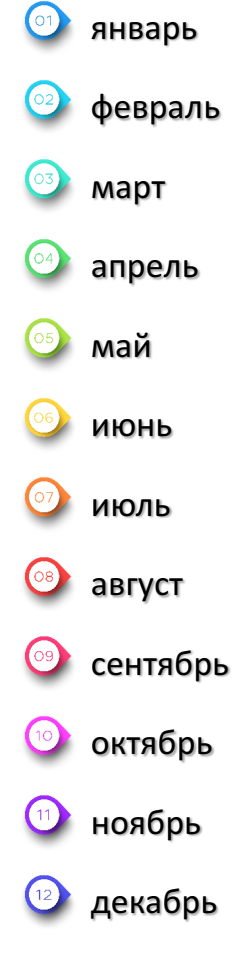 01 январь
02 февраль
03 март
04 апрель
05 май
06 июнь
07 июль
08 август
09 сентябрь
10 октябрь
11 ноябрь
12 декабрь